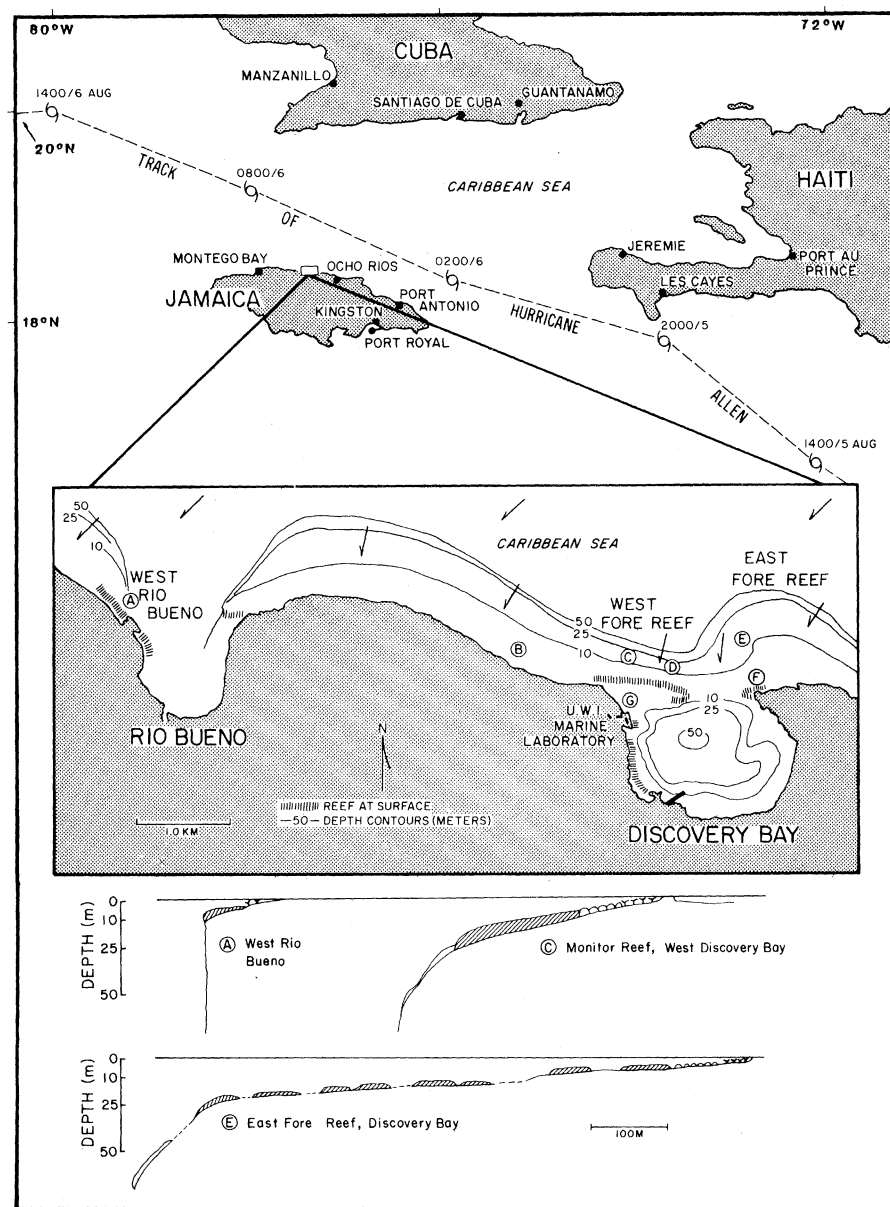 80°W
72°W
CUBA
MANZANILLO
GUANTANAMO
SANTIAGO DE CUBA
1400/6 AUG
20°N
TRACK
0800/6
CARIBBEAN SEA
HAITI
OF
MONTEGO BAY
OCHO RIOS
0200/6
JEREMIE
PORT AU
PRINCE
JAMAICA
PORT
ANTONIO
LES CAYES
KINGSTON
HURRICANE
18°N
PORT ROYAL
2000/5
ALLEN
1400/5 AUG
50
25
10
CARIBBEAN SEA
WEST
RIO
BUENO
A
EAST
FORE REEF
WEST
FORE REEF
50
25
10
B
C
D
E
F
G
10
25
50
U.W.I.
MARINE
LABORATORY
RIO BUENO
N
REEF AT SURFACE
—50— DEPTH CONTOURS (METERS)
1.0 KM
DISCOVERY BAY
DEPTH (m)
0
10
25
50
A West Rio
Bueno
C Monitor Reef, West Discovery Bay
DEPTH (m)
0
10
25
50
E East Fore Reef, Discovery Bay
100M